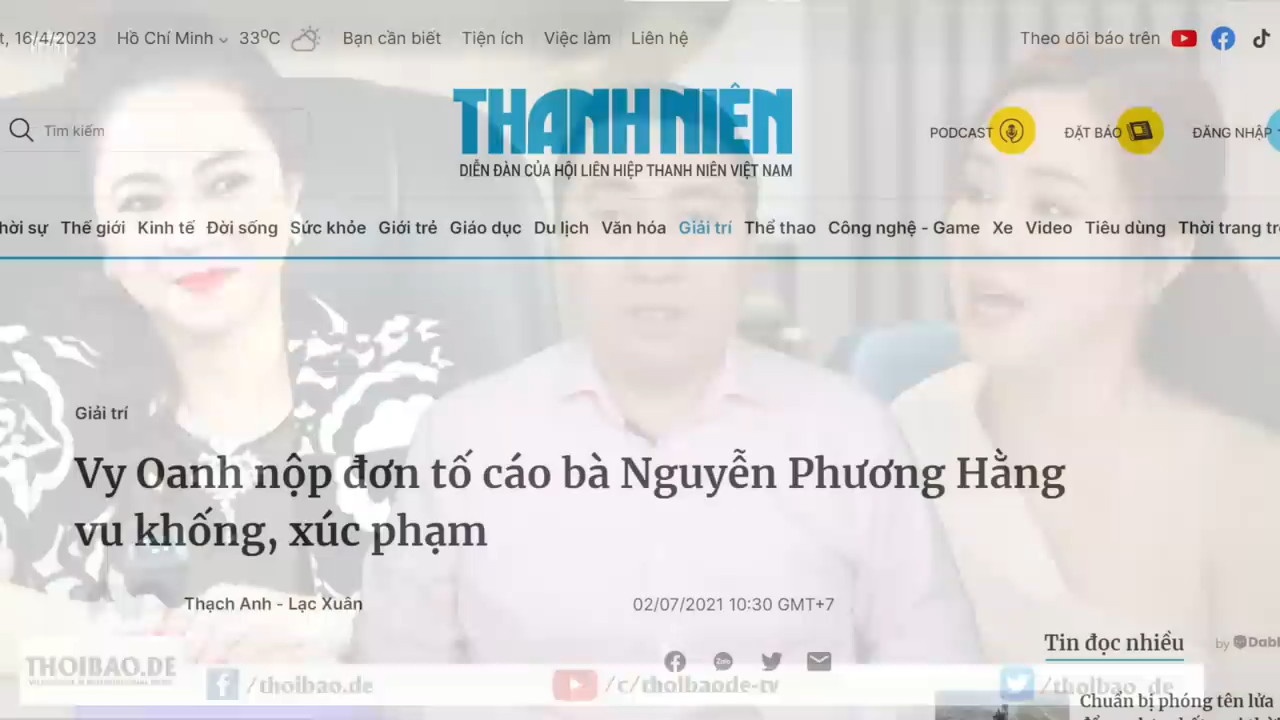 t, 16/4/2023 Hồ Chí Minh 33⁰C Bạn cần biết Tiện ích Việc làm Liên hệ Theo dõi báo trên
THANH NIÊN
DIỄN ĐÀN CỦA HỘI LIÊN HIỆP THANH NIÊN VIỆT NAM
Tìm kiếm PODCAST ĐẶT BÁO ĐĂNG NHẬP
hời sự Thế giới Kinh tế Đời sống Sức khỏe Giới trẻ Giáo dục Du lịch Văn hóa Giải trí Thể thao Công nghệ - Game Xe Video Tiêu dùng Thời trang tr
Giải trí
Vy Oanh nộp đơn tố cáo bà Nguyễn Phương Hằng
vu khống, xúc phạm
Thạch Anh - Lạc Xuân 02/07/2021 10:30 GMT+7
Tin đọc nhiều by Dabl
Zalo
THOIBAO.DE /thoibao.de /c/thoibaode-tv /thoibao_de
Chuẩn bị phóng tên lửa